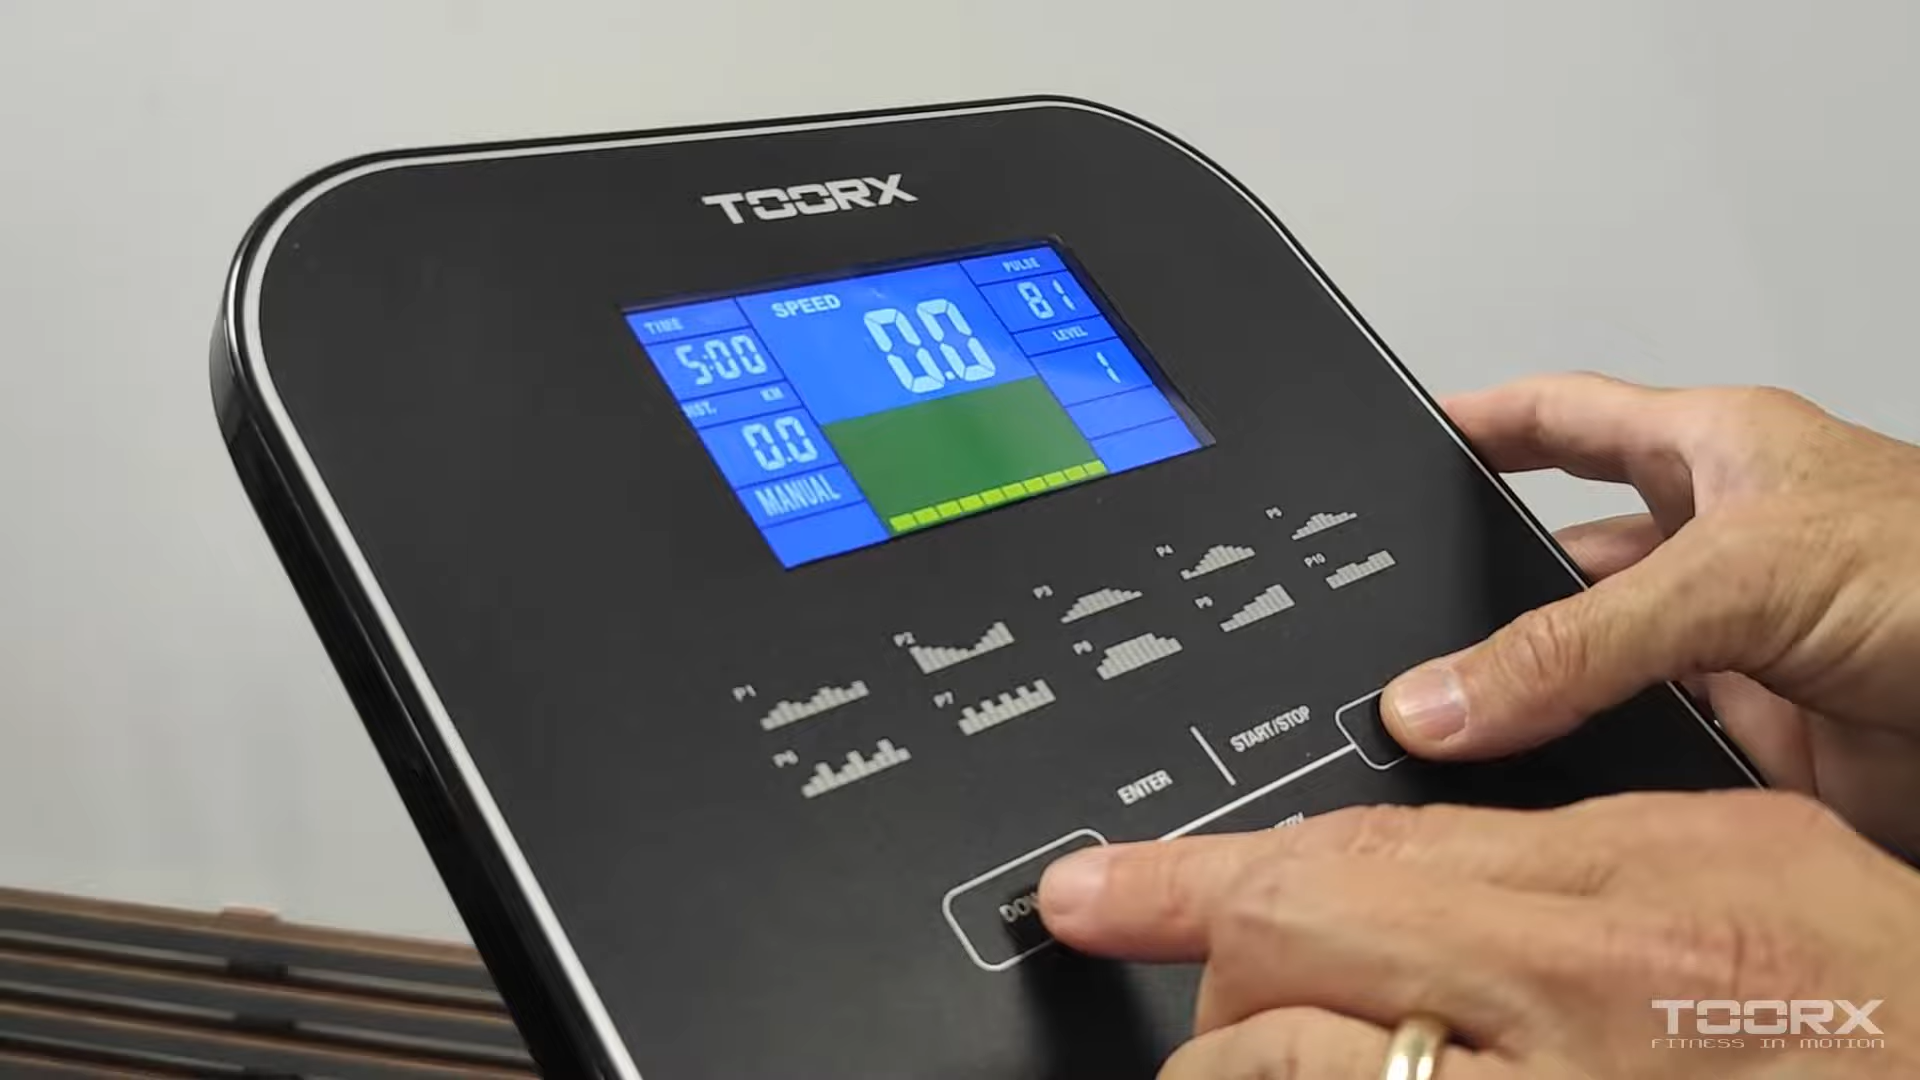 TOORX
TIME
5:00
DIST. KM
0.0
MANUAL
SPEED
0.0
PULSE
81
LEVEL
1
P1
P2
P3
P4
P5
P6
P7
P8
P9
P10
ENTER
START/STOP
TOORX
FITNESS IN MOTION